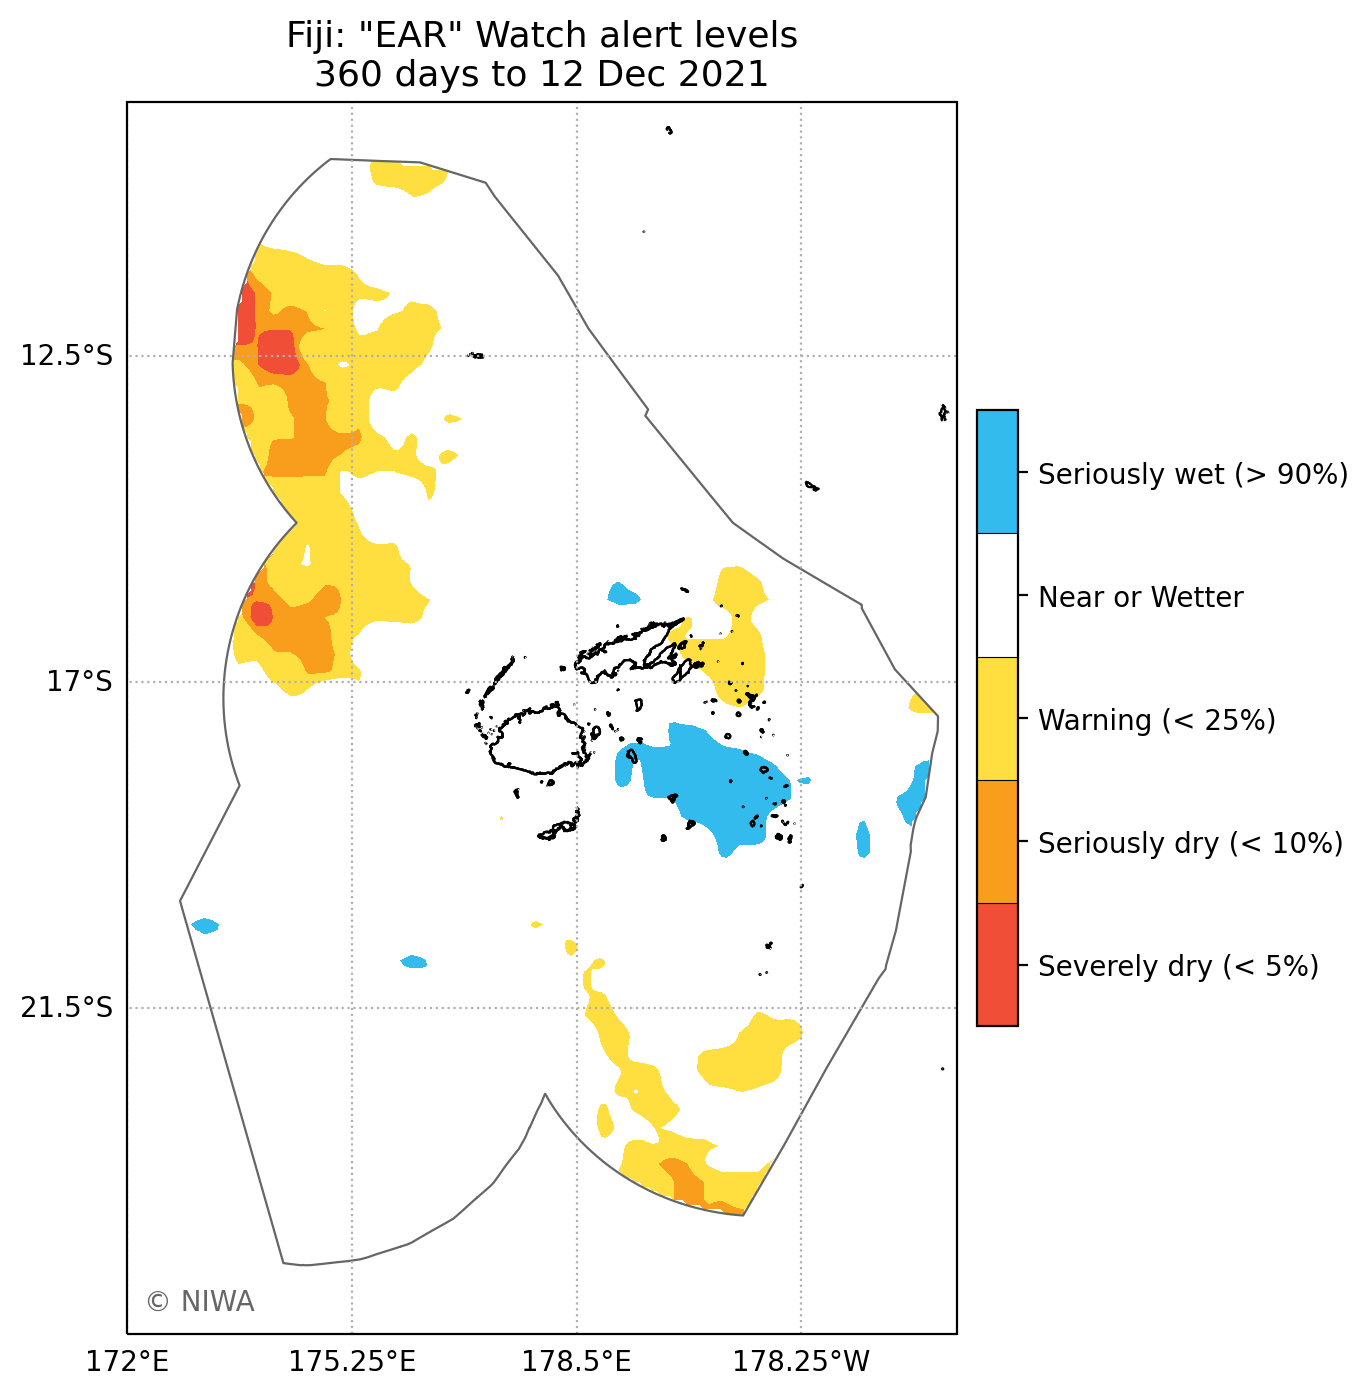 Fiji: "EAR" Watch alert levels
360 days to 12 Dec 2021
12.5°S
17°S
21.5°S
172°E
175.25°E
178.5°E
178.25°W
Seriously wet (> 90%)
Near or Wetter
Warning (< 25%)
Seriously dry (< 10%)
Severely dry (< 5%)
© NIWA